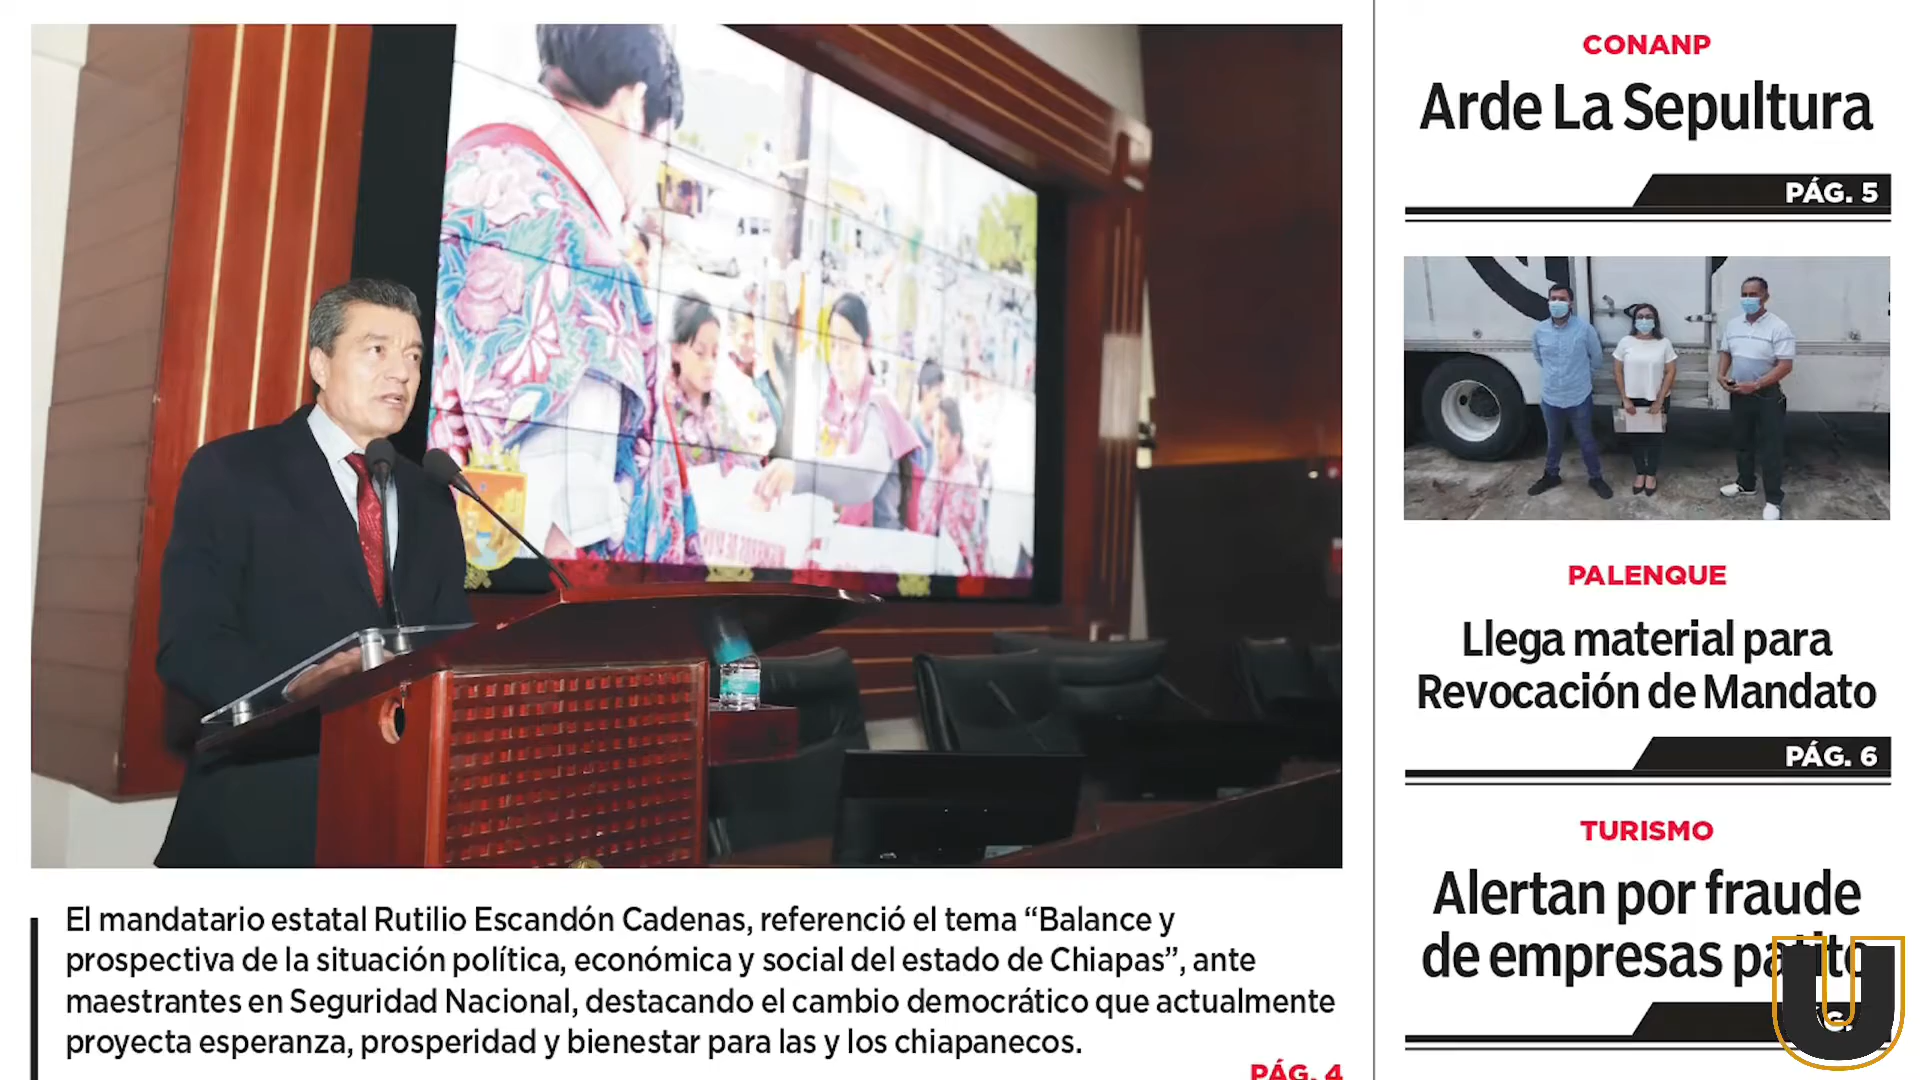 El mandatario estatal Rutilio Escandón Cadenas, referenció el tema “Balance y
prospectiva de la situación política, económica y social del estado de Chiapas”, ante
maestrantes en Seguridad Nacional, destacando el cambio democrático que actualmente
proyecta esperanza, prosperidad y bienestar para las y los chiapanecos.
PÁG. 4
CONANP
Arde La Sepultura
PÁG. 5
PALENQUE
Llega material para
Revocación de Mandato
PÁG. 6
TURISMO
Alertan por fraude
de empresas patito
U